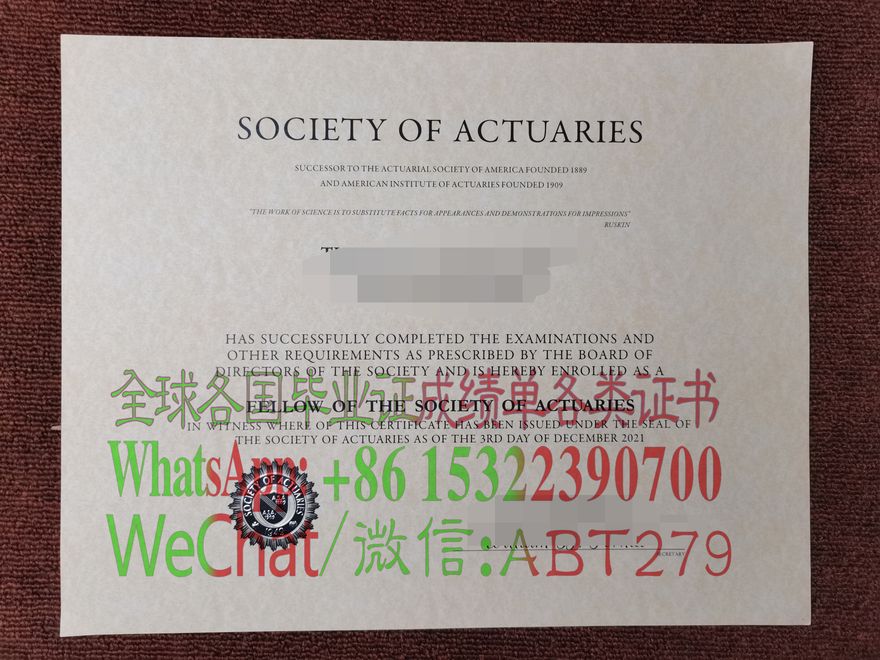 SOCIETY OF ACTUARIES
SUCCESSOR TO THE ACTUARIAL SOCIETY OF AMERICA FOUNDED 1889
AND AMERICAN INSTITUTE OF ACTUARIES FOUNDED 1909
"THE WORK OF SCIENCE IS TO SUBSTITUTE FACTS FOR APPEARANCES AND DEMONSTRATIONS FOR IMPRESSIONS"
RUSKIN
HAS SUCCESSFULLY COMPLETED THE EXAMINATIONS AND
OTHER REQUIREMENTS AS PRESCRIBED BY THE BOARD OF
DIRECTORS OF THE SOCIETY AND IS HEREBY ENROLLED AS A
全球各国毕业证成绩单各类证书
FELLOW OF THE SOCIETY OF ACTUARIES
IN WITNESS WHERE OF THIS CERTIFICATE HAS BEEN ISSUED UNDER THE SEAL OF
THE SOCIETY OF ACTUARIES AS OF THE 3RD DAY OF DECEMBER 2021
WhatsApp: +86 15322390700
SOCIETY OF ACTUARIES
1949
WeChat/微信:ABT279
SECRETARY